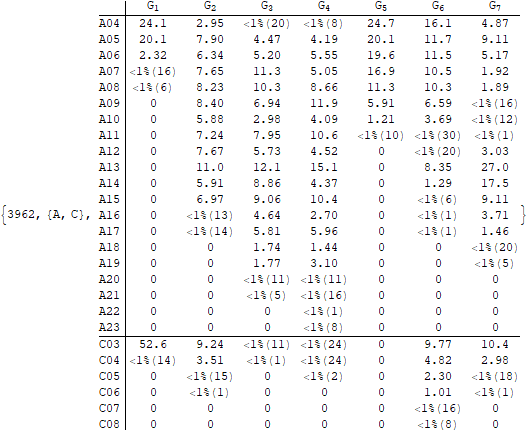 G1 G2 G3 G4 G5 G6 G7
A04 24.1 2.95 <1%(20) <1%(8) 24.7 16.1 4.87
A05 20.1 7.90 4.47 4.19 20.1 11.7 9.11
A06 2.32 6.34 5.20 5.55 19.6 11.5 5.17
A07 <1%(16) 7.65 11.3 5.05 16.9 10.5 1.92
A08 <1%(6) 8.23 10.3 8.66 11.3 10.3 1.89
A09 0 8.40 6.94 11.9 5.91 6.59 <1%(16)
A10 0 5.88 2.98 4.09 1.21 3.69 <1%(12)
A11 0 7.24 7.95 10.6 <1%(10) <1%(30) <1%(1)
A12 0 7.67 5.73 4.52 0 <1%(20) 3.03
A13 0 11.0 12.1 15.1 0 8.35 27.0
A14 0 5.91 8.86 4.37 0 1.29 17.5
A15 0 6.97 9.06 10.4 0 <1%(6) 9.11
{3962, {A, C}, A16 0 <1%(13) 4.64 2.70 0 <1%(1) 3.71 }
A17 0 <1%(14) 5.81 5.96 0 <1%(1) 1.46
A18 0 0 1.74 1.44 0 0 <1%(20)
A19 0 0 1.77 3.10 0 0 <1%(5)
A20 0 0 <1%(11) <1%(11) 0 0 0
A21 0 0 <1%(5) <1%(16) 0 0 0
A22 0 0 0 <1%(1) 0 0 0
A23 0 0 0 <1%(8) 0 0 0
C03 52.6 9.24 <1%(11) <1%(24) 0 9.77 10.4
C04 <1%(14) 3.51 <1%(1) <1%(24) 0 4.82 2.98
C05 0 <1%(15) 0 <1%(2) 0 2.30 <1%(18)
C06 0 <1%(1) 0 0 0 1.01 <1%(1)
C07 0 0 0 0 0 <1%(16) 0
C08 0 0 0 0 0 <1%(8) 0